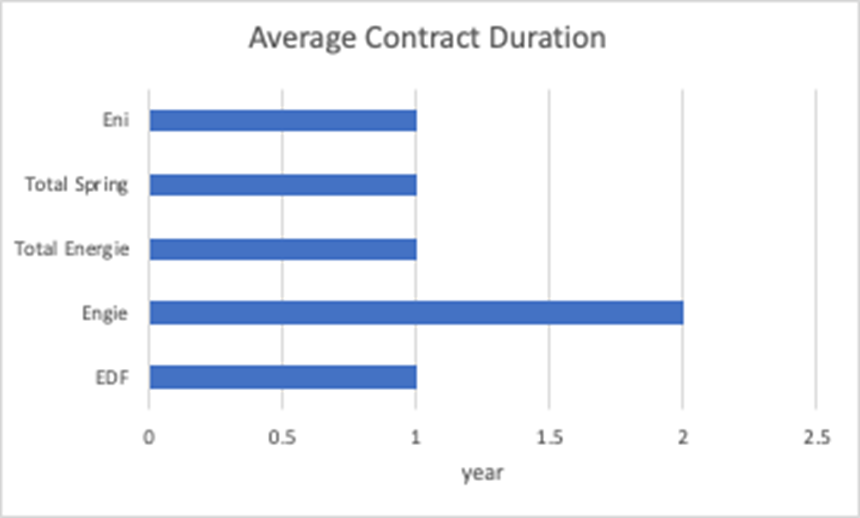 Average Contract Duration
Eni
Total Spring
Total Energie
Engie
EDF
0 0.5 1 1.5 2 2.5
year